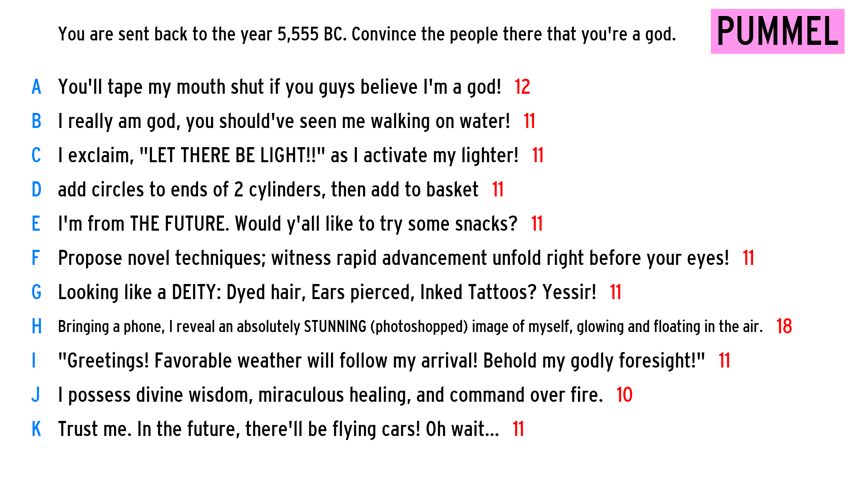 You are sent back to the year 5,555 BC. Convince the people there that you're a god.
PUMMEL
A You'll tape my mouth shut if you guys believe I'm a god! 12
B I really am god, you should've seen me walking on water! 11
C I exclaim, "LET THERE BE LIGHT!!" as I activate my lighter! 11
D add circles to ends of 2 cylinders, then add to basket 11
E I'm from THE FUTURE. Would y'all like to try some snacks? 11
F Propose novel techniques; witness rapid advancement unfold right before your eyes! 11
G Looking like a DEITY: Dyed hair, Ears pierced, Inked Tattoos? Yessir! 11
H Bringing a phone, I reveal an absolutely STUNNING (photoshopped) image of myself, glowing and floating in the air. 18
I "Greetings! Favorable weather will follow my arrival! Behold my godly foresight!" 11
J I possess divine wisdom, miraculous healing, and command over fire. 10
K Trust me. In the future, there'll be flying cars! Oh wait... 11